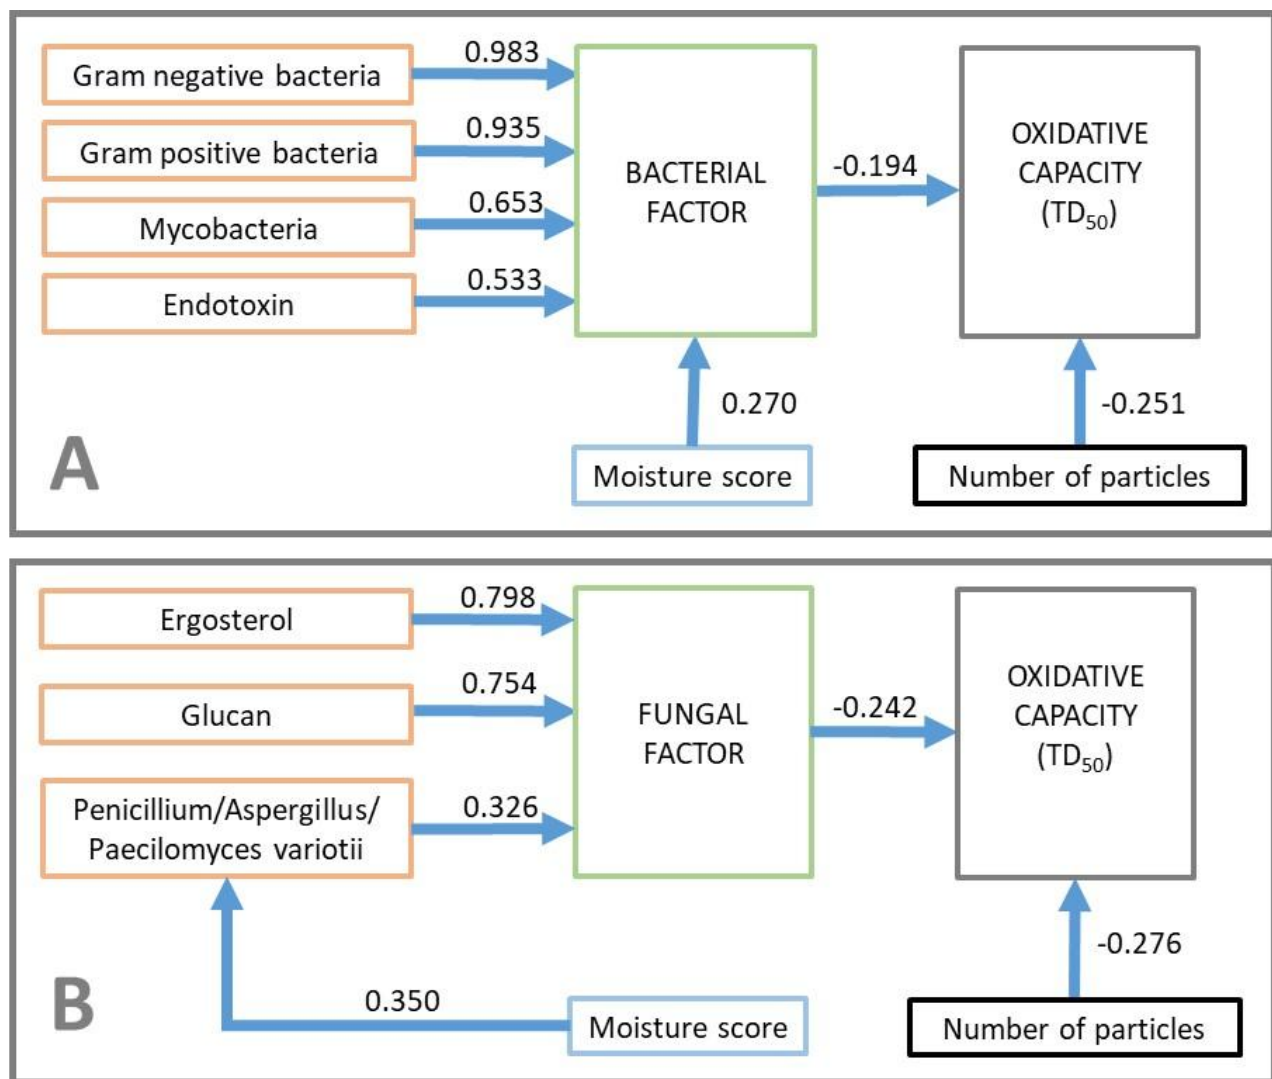 Gram negative bacteria
0.983
Gram positive bacteria
0.935
Mycobacteria
0.653
Endotoxin
0.533
BACTERIAL
FACTOR
-0.194
OXIDATIVE
CAPACITY
(TD50)
0.270
-0.251
Moisture score
Number of particles
A
Ergosterol
0.798
Glucan
0.754
Penicillium/Aspergillus/
Paecilomyces variotii
0.326
FUNGAL
FACTOR
-0.242
OXIDATIVE
CAPACITY
(TD50)
-0.276
0.350
Moisture score
Number of particles
B